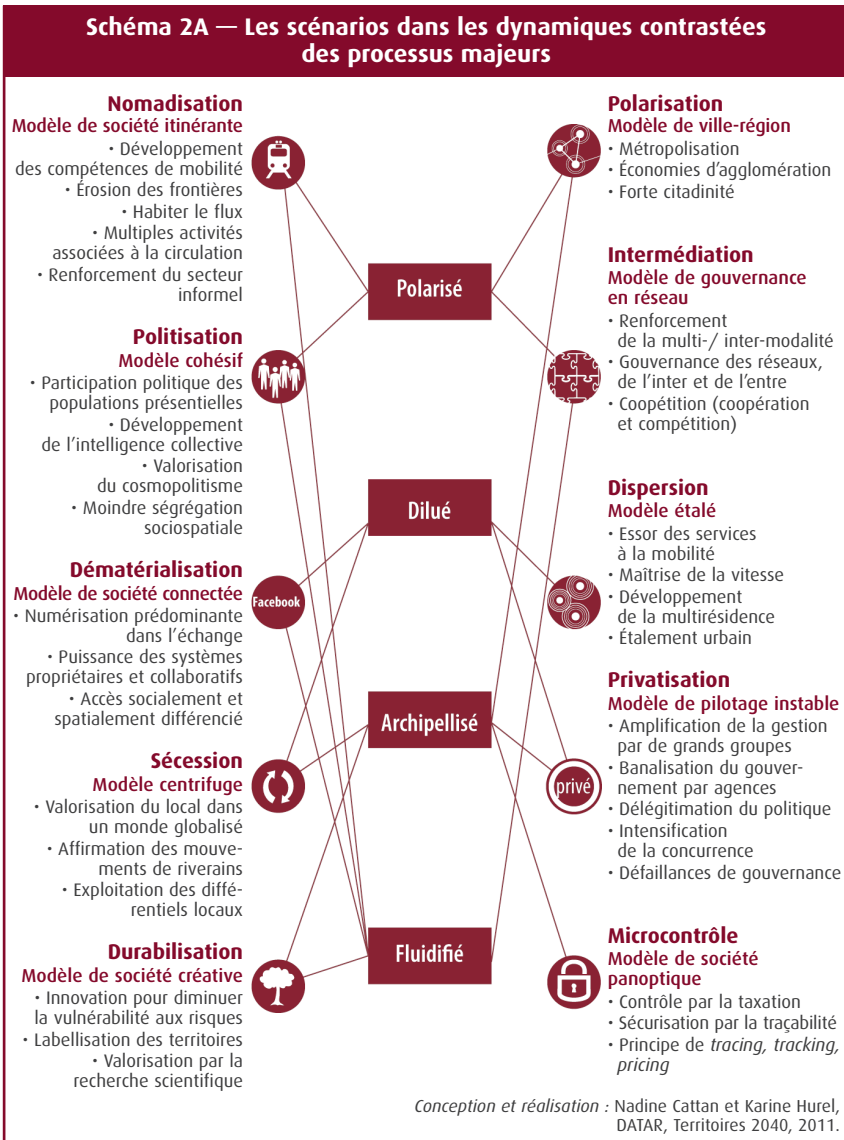 Schéma 2A — Les scénarios dans les dynamiques contrastées
des processus majeurs
Nomadisation
Modèle de société itinérante
• Développement
des compétences de mobilité
• Érosion des frontières
• Habiter le flux
• Multiples activités
associées à la circulation
• Renforcement du secteur
informel
Politisation
Modèle cohésif
• Participation politique des
populations présentielles
• Développement
de l'intelligence collective
• Valorisation
du cosmopolitisme
• Moindre ségrégation
sociospatiale
Dématérialisation
Modèle de société connectée
• Numérisation prédominante
dans l'échange
• Puissance des systèmes
propriétaires et collaboratifs
• Accès socialement et
spatialement différencié
Facebook
Sécession
Modèle centrifuge
• Valorisation du local dans
un monde globalisé
• Affirmation des mouve-
ments de riverains
• Exploitation des diffé-
rentiels locaux
Durabilisation
Modèle de société créative
• Innovation pour diminuer
la vulnérabilité aux risques
• Labellisation des territoires
• Valorisation par la
recherche scientifique
Polarisé
Dilué
Archipellisé
Fluidifié
Polarisation
Modèle de ville-région
• Métropolisation
• Économies d'agglomération
• Forte citadinité
Intermédiation
Modèle de gouvernance
en réseau
• Renforcement
de la multi-/ inter-modalité
• Gouvernance des réseaux,
de l'inter et de l'entre
• Coopétition (coopération
et compétition)
Dispersion
Modèle étalé
• Essor des services
à la mobilité
• Maîtrise de la vitesse
• Développement
de la multirésidence
• Étalement urbain
Privatisation
Modèle de pilotage instable
• Amplification de la gestion
par de grands groupes
• Banalisation du gouver-
nement par agences
• Délégitimation du politique
• Intensification
de la concurrence
• Défaillances de gouvernance
privé
Microcontrôle
Modèle de société
panoptique
• Contrôle par la taxation
• Sécurisation par la traçabilité
• Principe de tracing, tracking,
pricing
Conception et réalisation : Nadine Cattan et Karine Hurel,
DATAR, Territoires 2040, 2011.